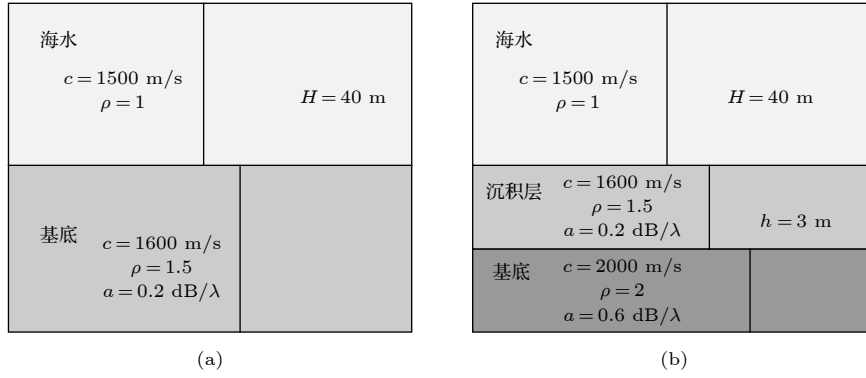 海水
c = 1500 m/s
ρ = 1
H = 40 m
基底
c = 1600 m/s
ρ = 1.5
a = 0.2 dB/λ
(a)
海水
c = 1500 m/s
ρ = 1
H = 40 m
沉积层
c = 1600 m/s
ρ = 1.5
a = 0.2 dB/λ
h = 3 m
基底
c = 2000 m/s
ρ = 2
a = 0.6 dB/λ
(b)